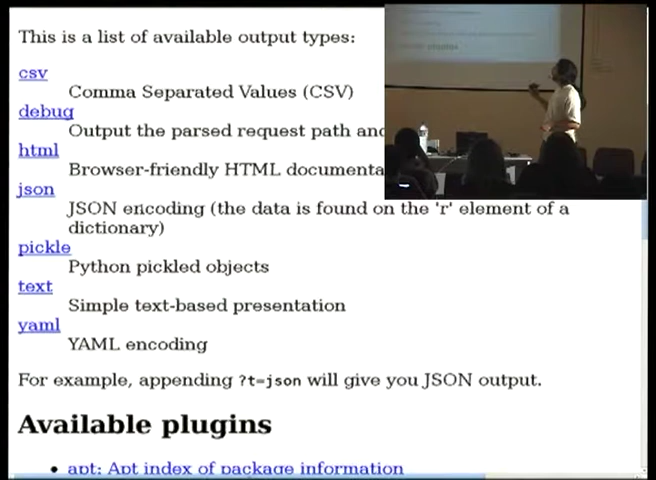 This is a list of available output types:
csv
Comma Separated Values (CSV)
debug
Output the parsed request path and
html
Browser-friendly HTML documenta
json
JSON encoding (the data is found on the 'r' element of a
dictionary)
pickle
Python pickled objects
text
Simple text-based presentation
yaml
YAML encoding
For example, appending ?t=json will give you JSON output.
Available plugins
• apt: Apt index of package information